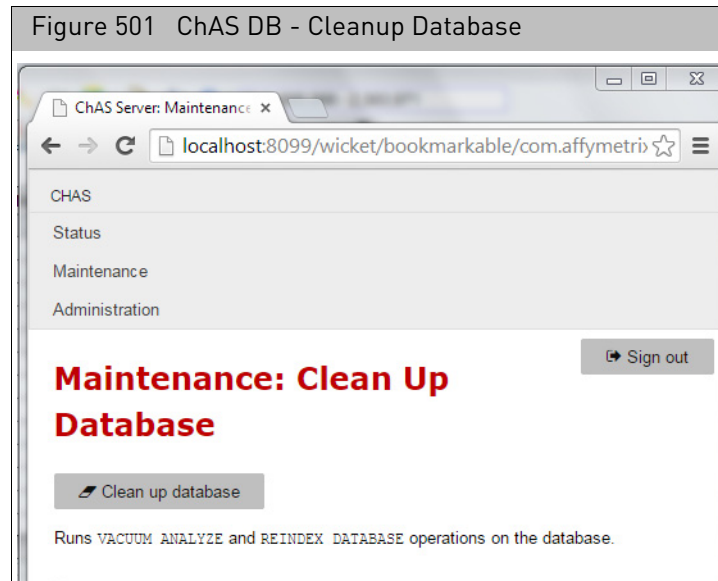 Figure 501 ChAS DB - Cleanup Database
ChAS Server: Maintenance
localhost:8099/wicket/bookmarkable/com.affymetri
CHAS
Status
Maintenance
Administration
Sign out
Maintenance: Clean Up
Database
Clean up database
Runs VACUUM ANALYZE and REINDEX DATABASE operations on the database.